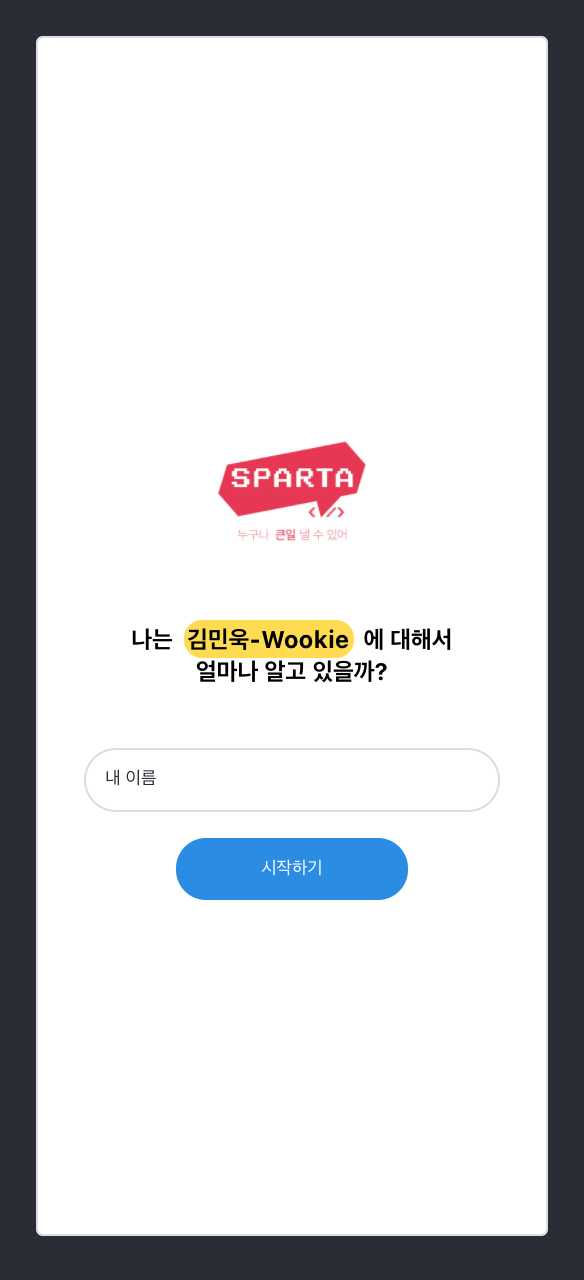 SPARTA
</>
누구나 큰일 낼 수 있어
나는 김민욱-Wookie 에 대해서
얼마나 알고 있을까?
내 이름
시작하기